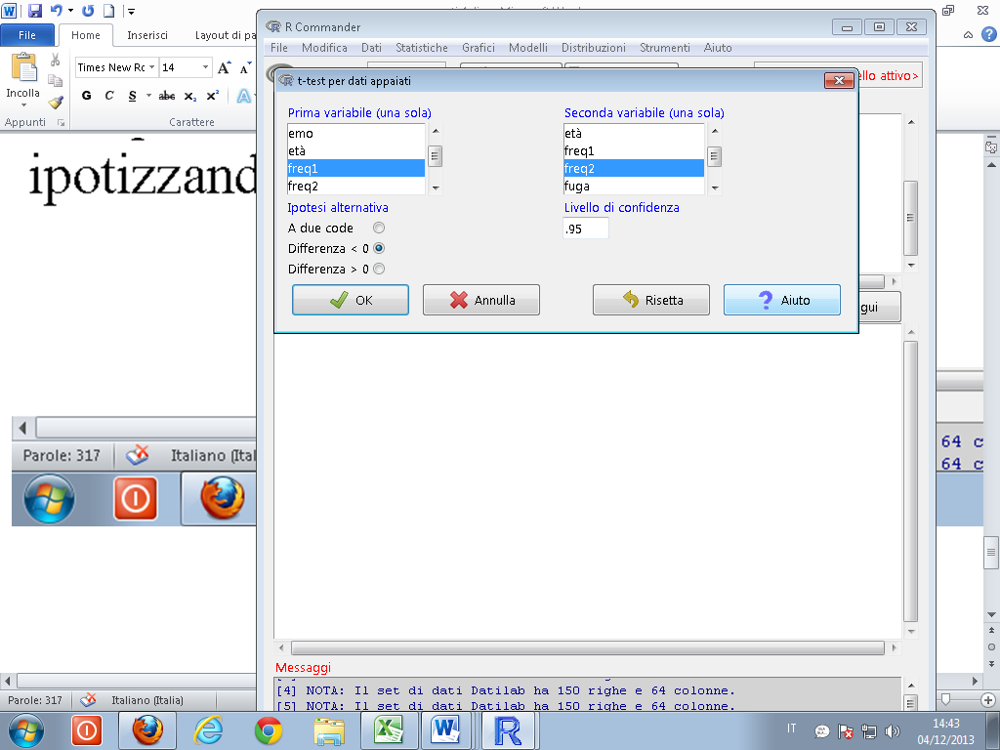 R Commander
File
Home
Inserisci
Layout di pa
File Modifica Dati Statistiche Grafici Modelli Distribuzioni Strumenti Aiuto
Incolla
Times New Rc
14
G C S abc x₂ x² A
Appunti
Carattere
llo attivo>
t-test per dati appaiati
Prima variabile (una sola)
emo
età
freq1
freq2
Seconda variabile (una sola)
età
freq1
freq2
fuga
Ipotesi alternativa
A due code
Differenza < 0
Differenza > 0
Livello di confidenza
.95
OK
Annulla
Risetta
Aiuto
gui
ipotizzand
Parole: 317
Italiano (Ital
64 c
64 c
Messaggi
[4] NOTA: Il set di dati Datilab ha 150 righe e 64 colonne.
[5] NOTA: Il set di dati Datilab ha 150 righe e 64 colonne.
Parole: 317
Italiano (Italia)
IT
14:43
04/12/2013